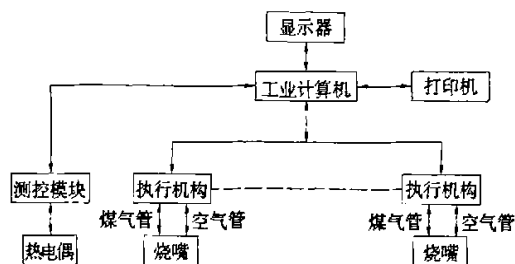 显示器
工业计算机
打印机
测控模块
执行机构
执行机构
煤气管
空气管
煤气管
空气管
热电偶
烧嘴
烧嘴